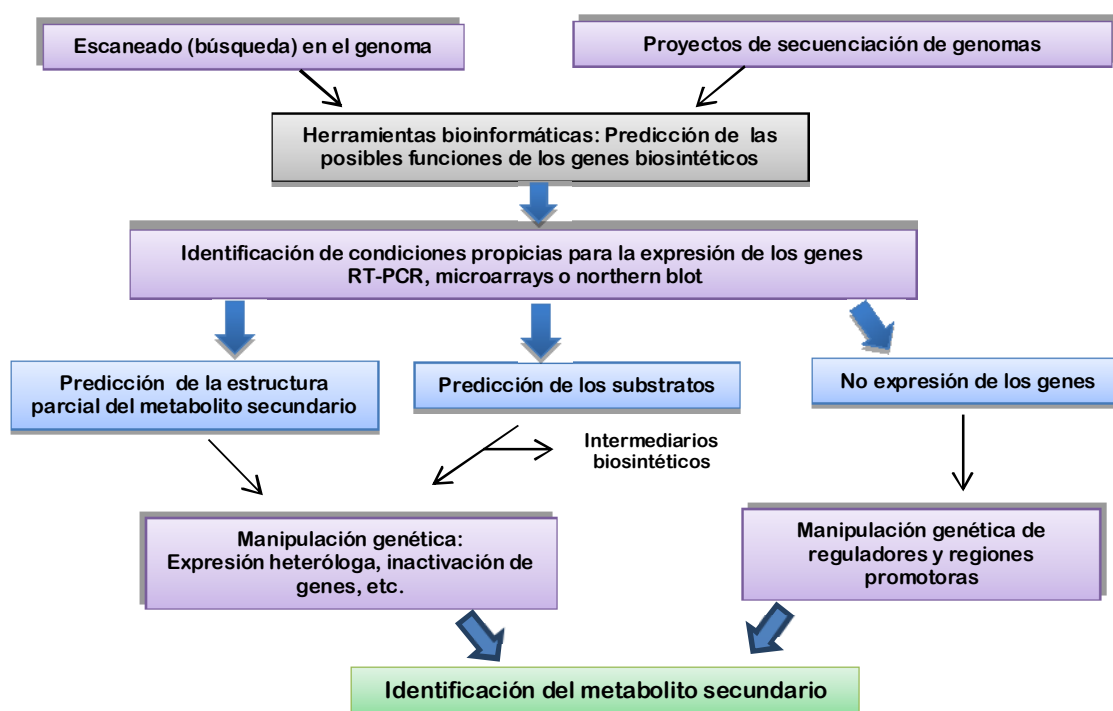 Escaneado (búsqueda) en el genoma
Proyectos de secuenciación de genomas
Herramientas bioinformáticas: Predicción de las
posibles funciones de los genes biosintéticos
Identificación de condiciones propicias para la expresión de los genes
RT-PCR, microarrays o northern blot
Predicción de la estructura
parcial del metabolito secundario
Predicción de los substratos
No expresión de los genes
Intermediarios
biosintéticos
Manipulación genética:
Expresión heteróloga, inactivación de
genes, etc.
Manipulación genética de
reguladores y regiones
promotoras
Identificación del metabolito secundario